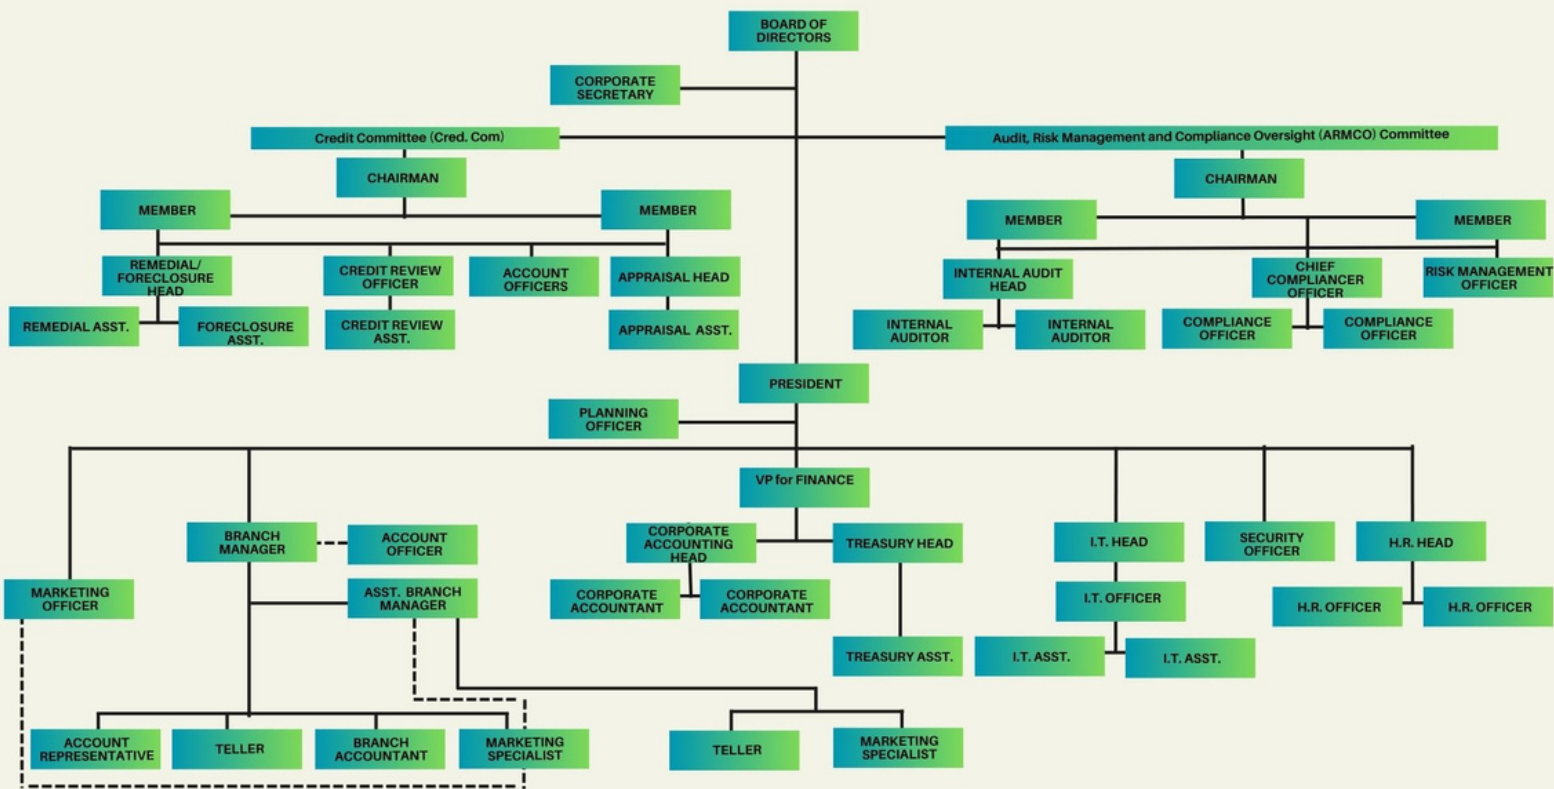 BOARD OF
DIRECTORS
CORPORATE
SECRETARY
Credit Committee (Cred. Com)
Audit, Risk Management and Compliance Oversight (ARMCO) Committee
CHAIRMAN
CHAIRMAN
MEMBER
MEMBER
MEMBER
MEMBER
REMEDIAL/
FORECLOSURE
HEAD
CREDIT REVIEW
OFFICER
ACCOUNT
OFFICERS
APPRAISAL HEAD
INTERNAL AUDIT
HEAD
CHIEF
COMPLIANCER
OFFICER
RISK MANAGEMENT
OFFICER
REMEDIAL ASST.
FORECLOSURE
ASST.
CREDIT REVIEW
ASST.
APPRAISAL ASST.
INTERNAL
AUDITOR
INTERNAL
AUDITOR
COMPLIANCE
OFFICER
COMPLIANCE
OFFICER
PRESIDENT
PLANNING
OFFICER
VP for FINANCE
BRANCH
MANAGER
ACCOUNT
OFFICER
CORPORATE
ACCOUNTING
HEAD
TREASURY HEAD
I.T. HEAD
SECURITY
OFFICER
H.R. HEAD
MARKETING
OFFICER
ASST. BRANCH
MANAGER
CORPORATE
ACCOUNTANT
CORPORATE
ACCOUNTANT
I.T. OFFICER
H.R. OFFICER
H.R. OFFICER
TREASURY ASST.
I.T. ASST.
I.T. ASST.
ACCOUNT
REPRESENTATIVE
TELLER
BRANCH
ACCOUNTANT
MARKETING
SPECIALIST
TELLER
MARKETING
SPECIALIST